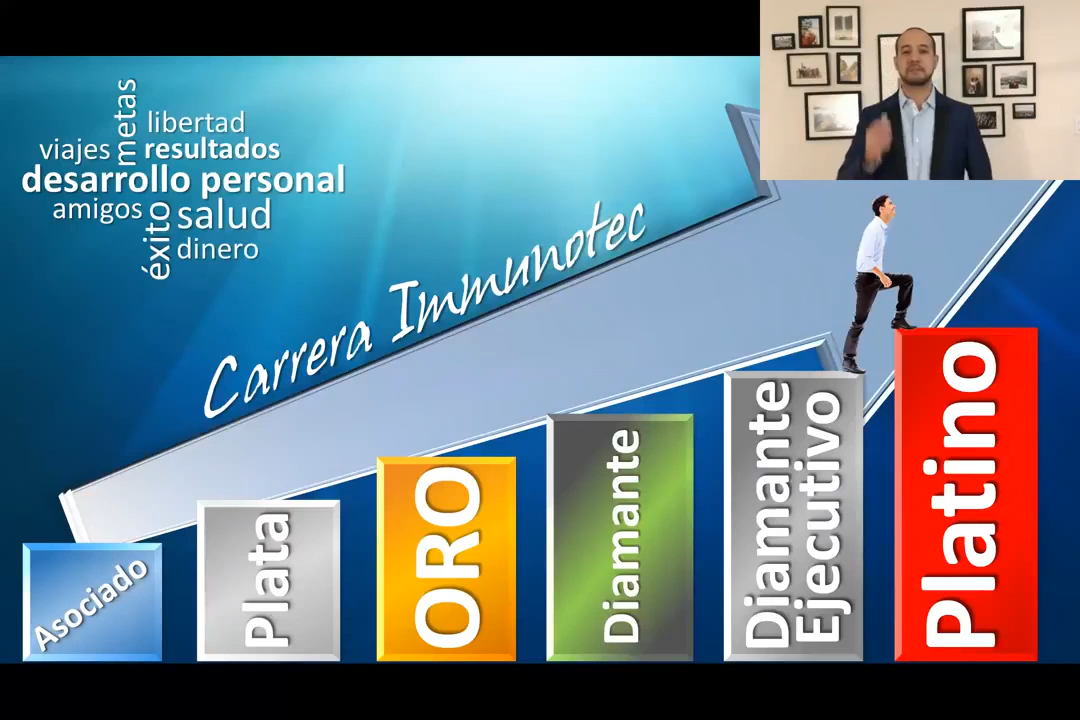 metas
libertad
viajes
resultados
desarrollo personal
amigos
éxito
salud
dinero
Carrera Immunotec
Asociado
Plata
ORO
Diamante
Diamante
Ejecutivo
Platino